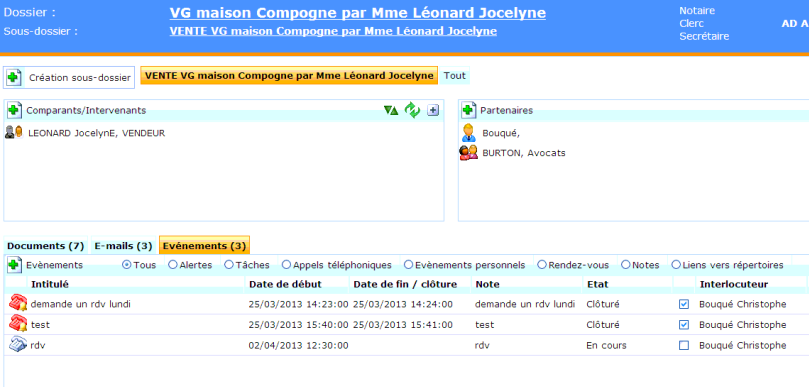 Dossier : VG maison Compogne par Mme Léonard Jocelyne Notaire
Clerc AD A
Sous-dossier : VENTE VG maison Compogne par Mme Léonard Jocelyne Secrétaire
Création sous-dossier VENTE VG maison Compogne par Mme Léonard Jocelyne Tout
Comparants/Intervenants Partenaires
LEONARD JocelynE, VENDEUR Bouqué,
BURTON, Avocats
Documents (7) E-mails (3) Evénements (3)
Evènements Tous Alertes Tâches Appels téléphoniques Evènements personnels Rendez-vous Notes Liens vers répertoires
Intitulé Date de début Date de fin / clôture Note Etat Interlocuteur
demande un rdv lundi 25/03/2013 14:23:00 25/03/2013 14:24:00 demande un rdv lundi Clôturé Bouqué Christophe
test 25/03/2013 15:40:00 25/03/2013 15:41:00 test Clôturé Bouqué Christophe
rdv 02/04/2013 12:30:00 rdv En cours Bouqué Christophe